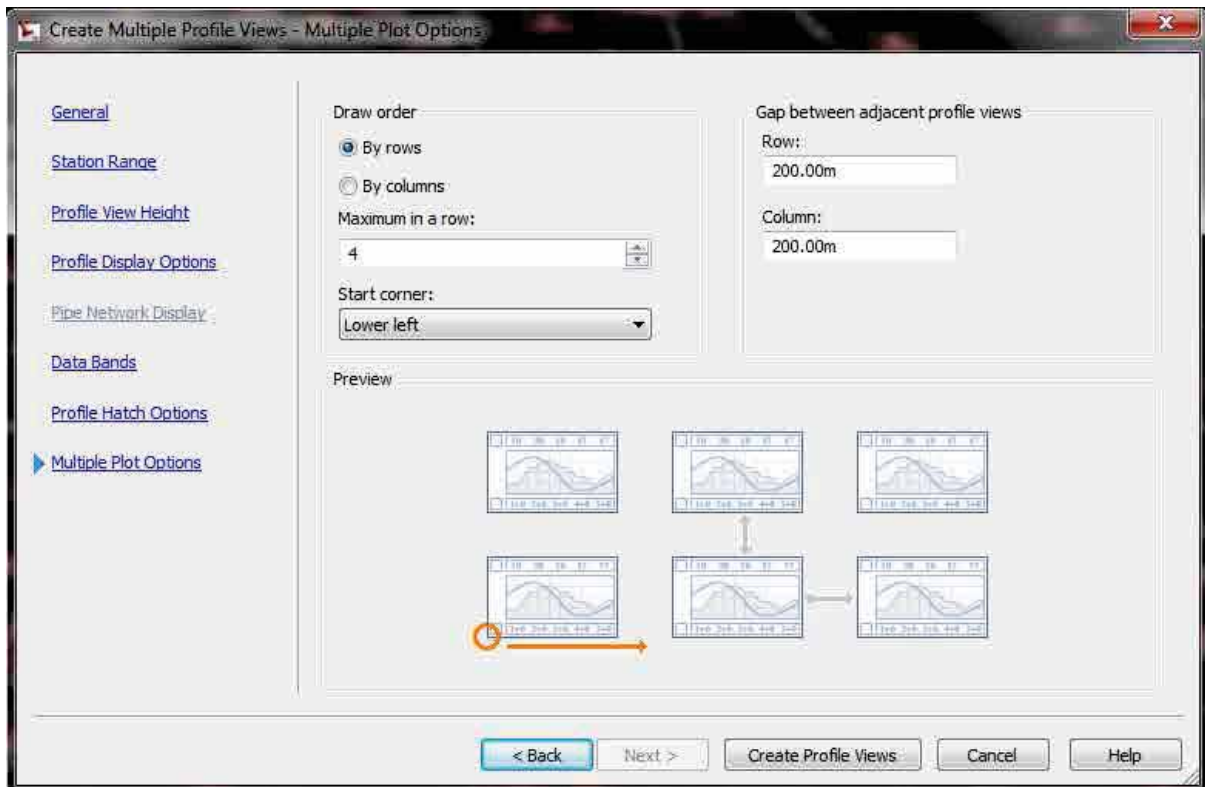 Create Multiple Profile Views - Multiple Plot Options
General
Station Range
Profile View Height
Profile Display Options
Pipe Network Display
Data Bands
Profile Hatch Options
Multiple Plot Options
Draw order
By rows
By columns
Maximum in a row:
4
Start corner:
Lower left
Gap between adjacent profile views
Row:
200.00m
Column:
200.00m
Preview
< Back
Next >
Create Profile Views
Cancel
Help